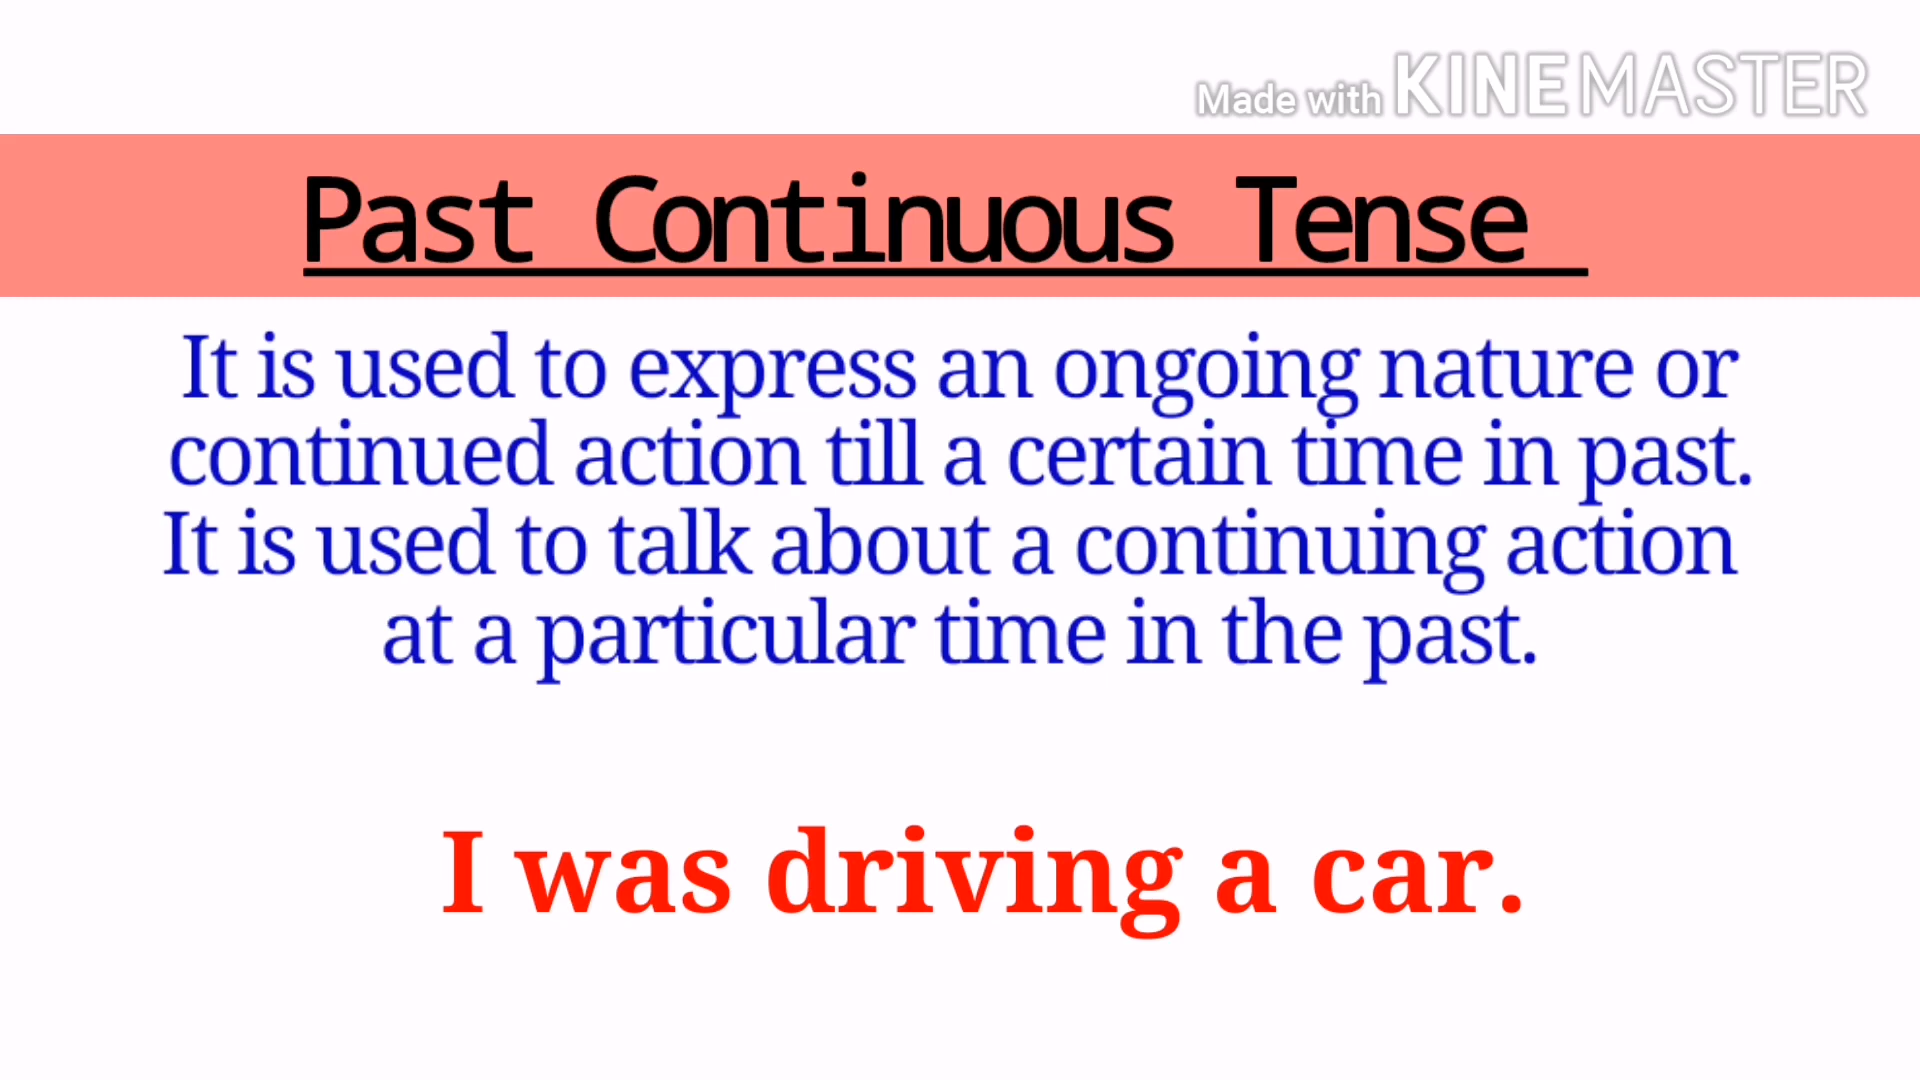 Made with KINEMASTER
Past Continuous Tense
It is used to express an ongoing nature or
continued action till a certain time in past.
It is used to talk about a continuing action
at a particular time in the past.
I was driving a car.